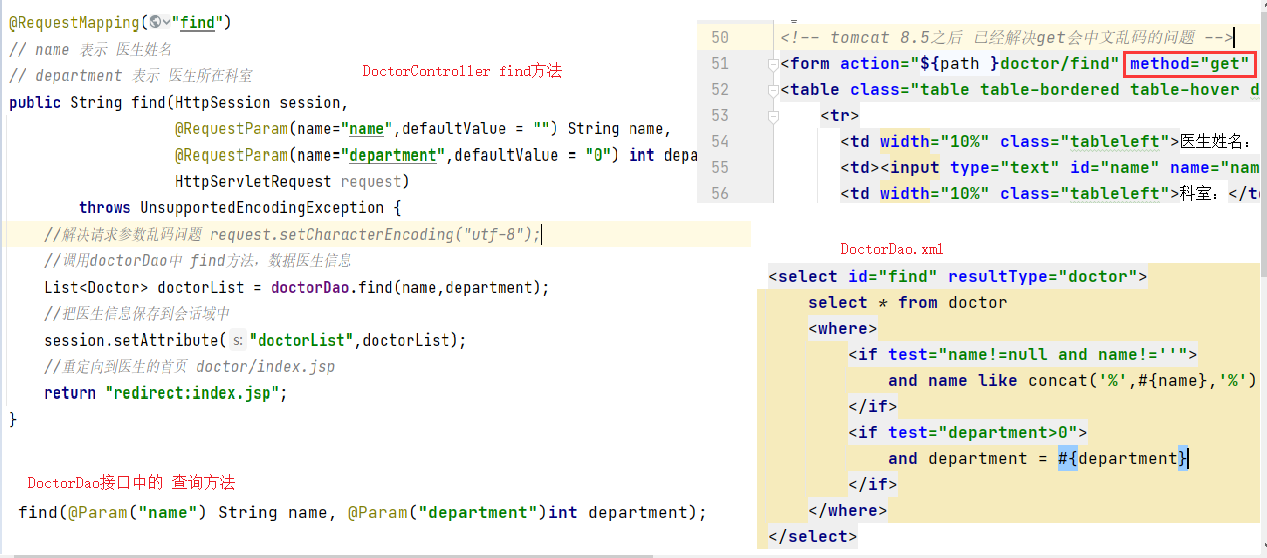 @RequestMapping("find")
// name 表示 医生姓名
// department 表示 医生所在科室
DoctorController find方法
public String find(HttpSession session,
@RequestParam(name="name",defaultValue = "") String name,
@RequestParam(name="department",defaultValue = "0") int depa
HttpServletRequest request)
throws UnsupportedEncodingException {
//解决请求参数乱码问题 request.setCharacterEncoding("utf-8");
//调用doctorDao中 find方法，数据医生信息
List<Doctor> doctorList = doctorDao.find(name,department);
//把医生信息保存到会话域中
session.setAttribute( s: "doctorList",doctorList);
//重定向到医生的首页 doctor/index.jsp
return "redirect:index.jsp";
}
DoctorDao接口中的 查询方法
find(@Param("name") String name, @Param("department")int department);
50 <!-- tomcat 8.5之后 已经解决get会中文乱码的问题 -->
51 <form action="${path }doctor/find" method="get"
52 <table class="table table-bordered table-hover d
53 <tr>
54 <td width="10%" class="tableleft">医生姓名：
55 <td><input type="text" id="name" name="nam
56 <td width="10%" class="tableleft">科室：</t
DoctorDao.xml
<select id="find" resultType="doctor">
select * from doctor
<where>
<if test="name!=null and name!=''">
and name like concat('%',#{name},'%')
</if>
<if test="department>0">
and department = #{department}
</if>
</where>
</select>